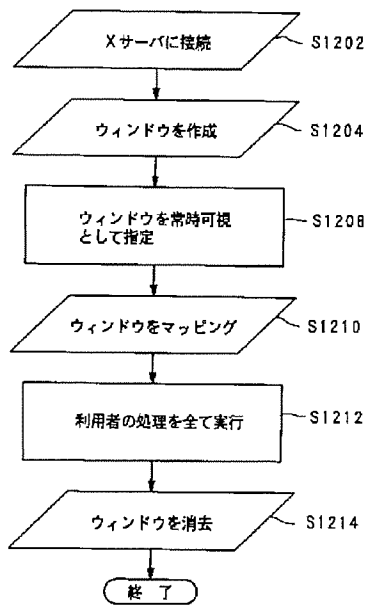 Xサーバに接続
S1202
ウィンドウを作成
S1204
ウィンドウを常時可視
として指定
S1208
ウィンドウをマッピング
S1210
利用者の処理を全て実行
S1212
ウィンドウを消去
S1214
終 了